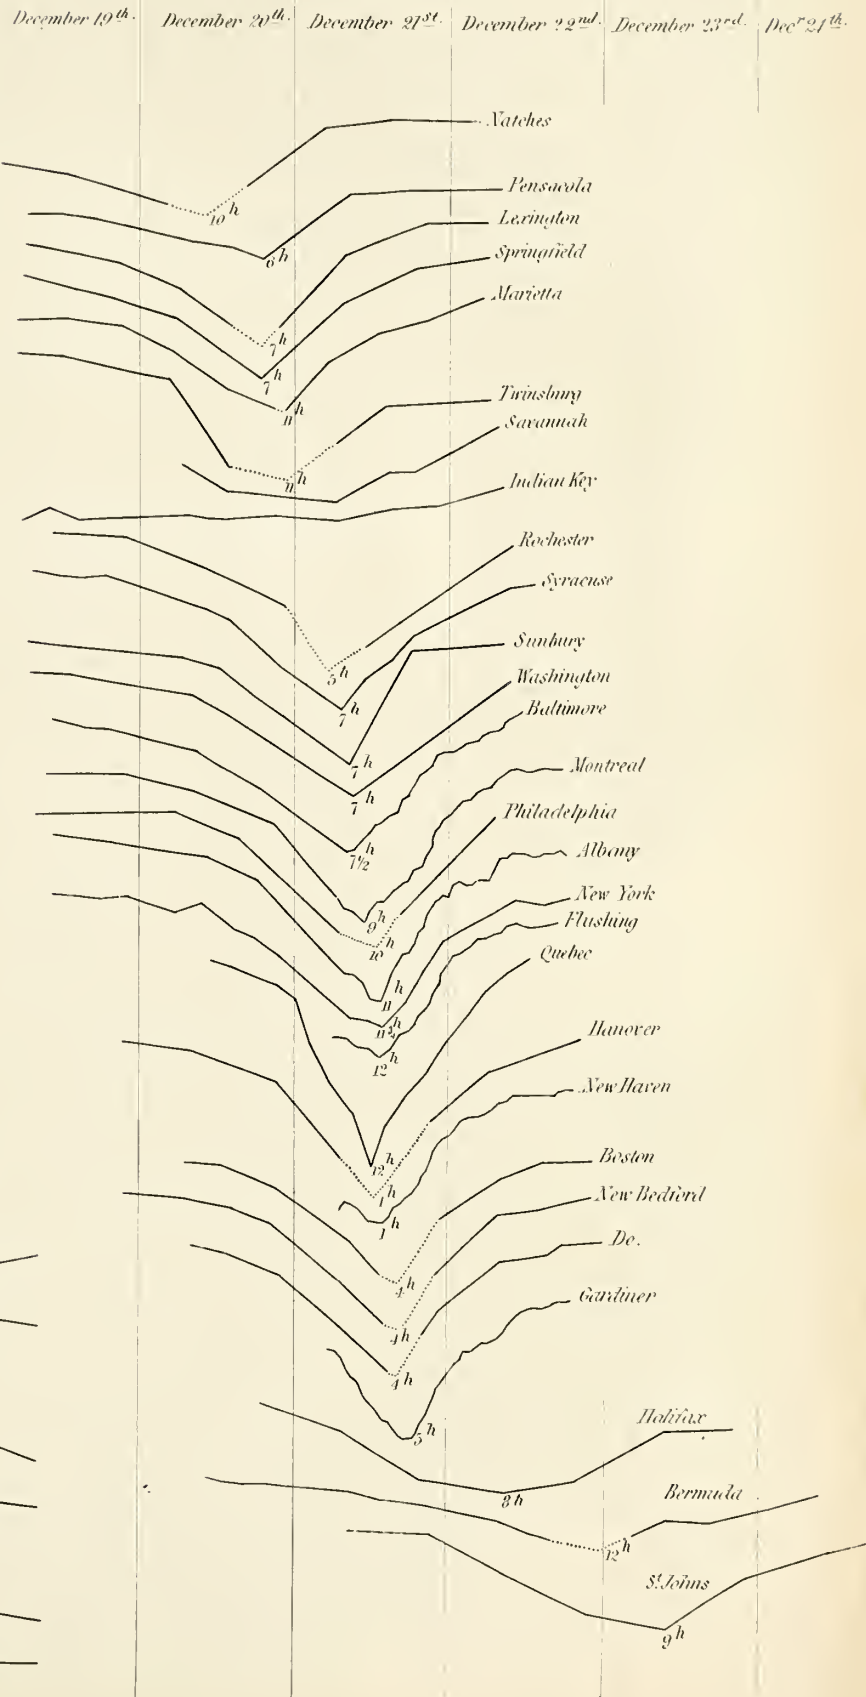 December 19th. December 20th. December 21st. December 22nd. December 23rd. Decr 24th.
Natches
10h
Pensacola
6h
Lexington
7h
Springfield
7h
Marietta
11h
Twinsburg
11h
Savannah
Indian Key
Rochester
5h
Syracuse
7h
Sunbury
7h
Washington
7h
Baltimore
7½h
Montreal
9h
Philadelphia
10h
Albany
11h
New York
11¾h
Flushing
12h
Quebec
12h
Hanover
1h
New Haven
1h
Boston
4h
New Bedford
4h
Do.
4h
Gardiner
5h
Halifax
8h
Bermuda
12h
St. Johns
9h